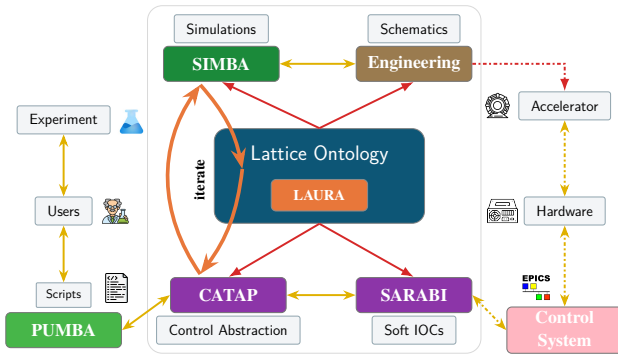 Simulations
Schematics
SIMBA
Engineering
Experiment
Accelerator
Lattice Ontology
LAURA
iterate
Users
Hardware
Scripts
EPICS
PUMBA
CATAP
SARABI
Control
System
Control Abstraction
Soft IOCs